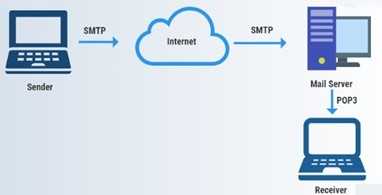 SMTP
SMTP
Internet
Sender
Mail Server
POP3
Receiver